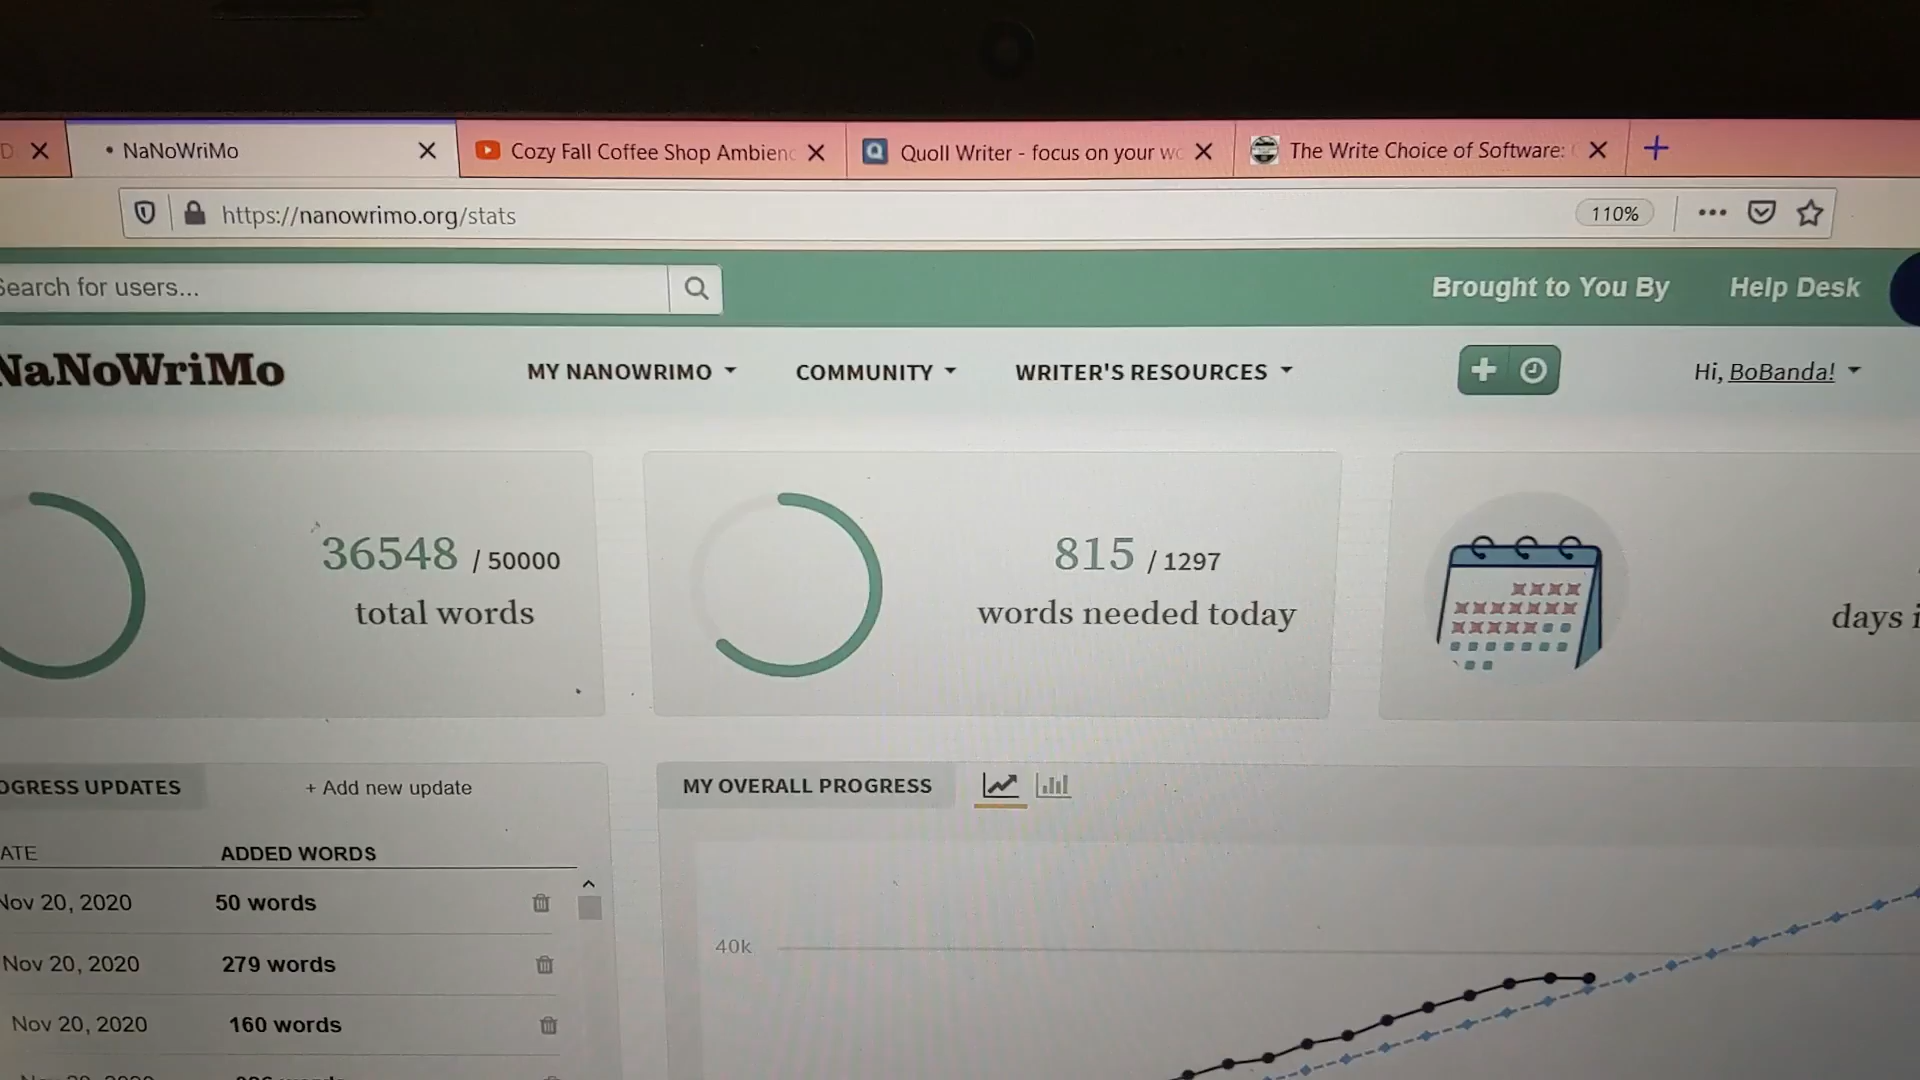 D
NaNoWriMo
Cozy Fall Coffee Shop Ambienc
Quoll Writer - focus on your wo
The Write Choice of Software:
https://nanowrimo.org/stats
110%
Search for users...
Brought to You By
Help Desk
NaNoWriMo
MY NANOWRIMO
COMMUNITY
WRITER'S RESOURCES
Hi, BoBanda!
36548 / 50000
total words
815 / 1297
words needed today
days i
OGRESS UPDATES
+ Add new update
MY OVERALL PROGRESS
ATE
ADDED WORDS
Nov 20, 2020
50 words
Nov 20, 2020
279 words
40k
Nov 20, 2020
160 words